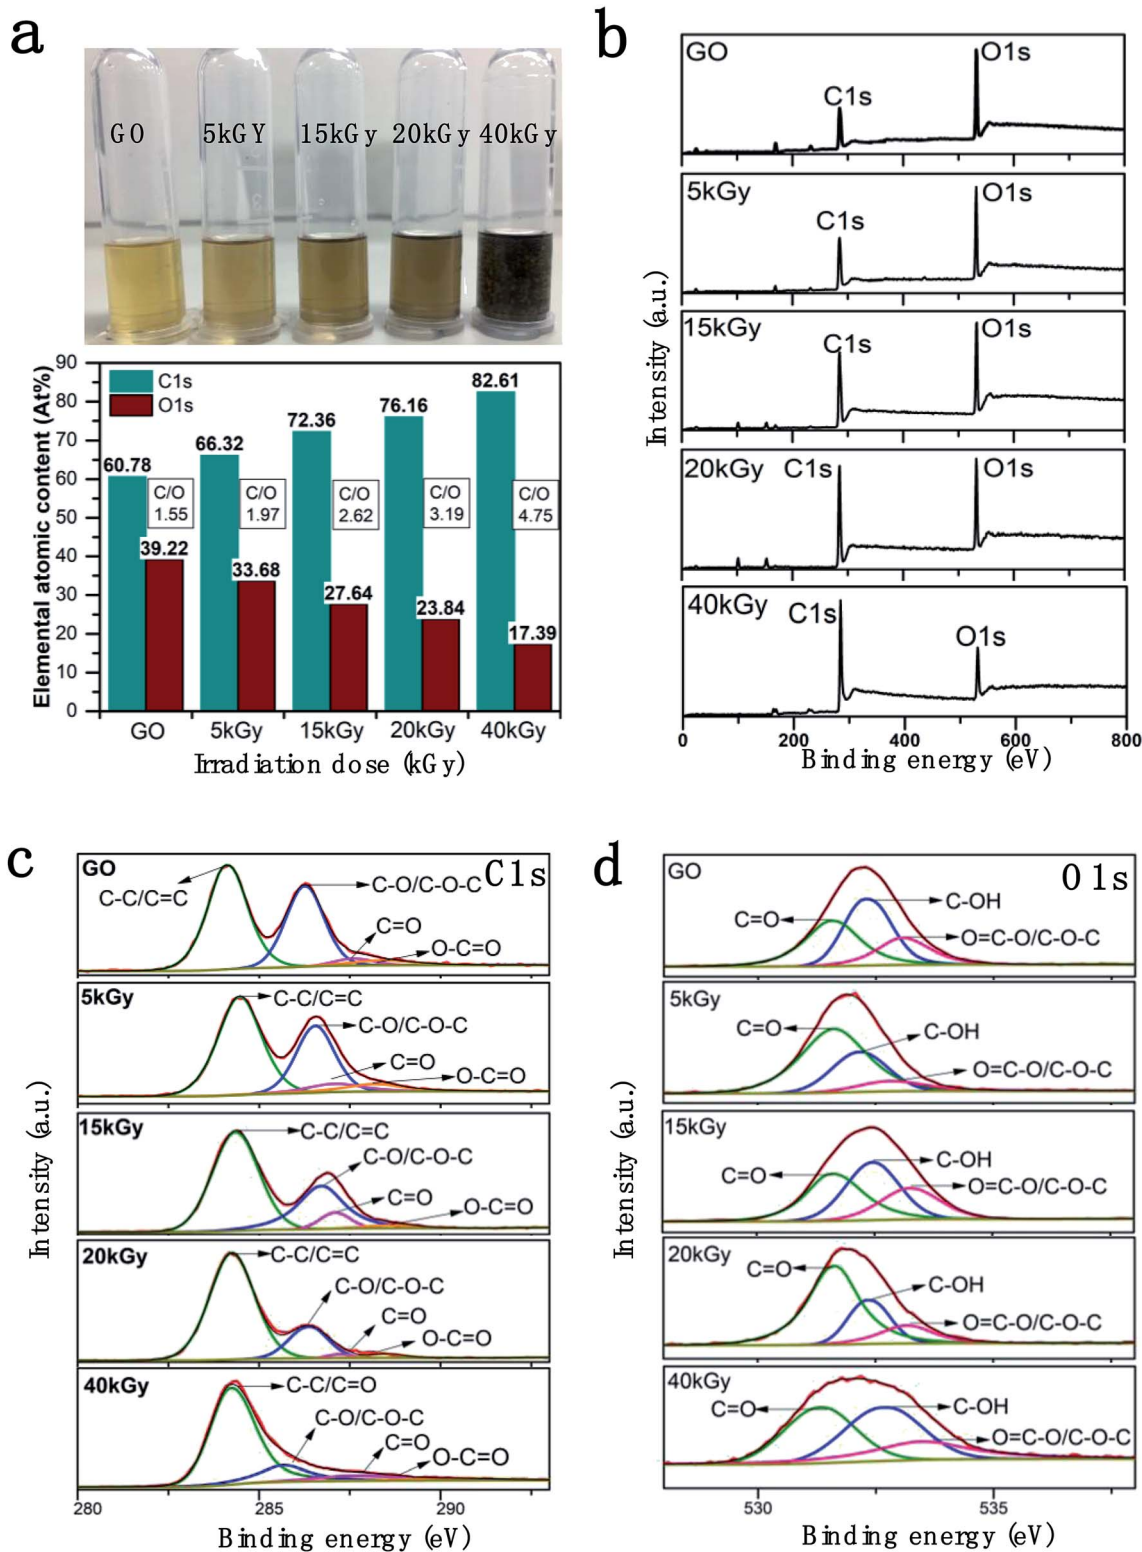 a
GO 5kGY 15kGy 20kGy 40kGy
90
80
70
60
50
40
30
20
10
0
Elemental atomic content (At%)
C1s
O1s
60.78
66.32
72.36
76.16
82.61
C/O
1.55
C/O
1.97
C/O
2.62
C/O
3.19
C/O
4.75
39.22
33.68
27.64
23.84
17.39
GO 5kGy 15kGy 20kGy 40kGy
Irradiation dose (kGy)
b
GO
C1s
O1s
5kGy
C1s
O1s
15kGy
C1s
O1s
20kGy
C1s
O1s
40kGy
C1s
O1s
Intensity (a.u.)
0 200 400 600 800
Binding energy (eV)
c
GO
C1s
C-C/C=C
C-O/C-O-C
C=O
O-C=O
5kGy
C-C/C=C
C-O/C-O-C
C=O
O-C=O
15kGy
C-C/C=C
C-O/C-O-C
C=O
O-C=O
20kGy
C-C/C=C
C-O/C-O-C
C=O
O-C=O
40kGy
C-C/C=O
C-O/C-O-C
C=O
O-C=O
Intensity (a.u.)
280 285 290
Binding energy (eV)
d
GO
O1s
C=O
C-OH
O=C-O/C-O-C
5kGy
C=O
C-OH
O=C-O/C-O-C
15kGy
C=O
C-OH
O=C-O/C-O-C
20kGy
C=O
C-OH
O=C-O/C-O-C
40kGy
C=O
C-OH
O=C-O/C-O-C
Intensity (a.u.)
530 535
Binding energy (eV)